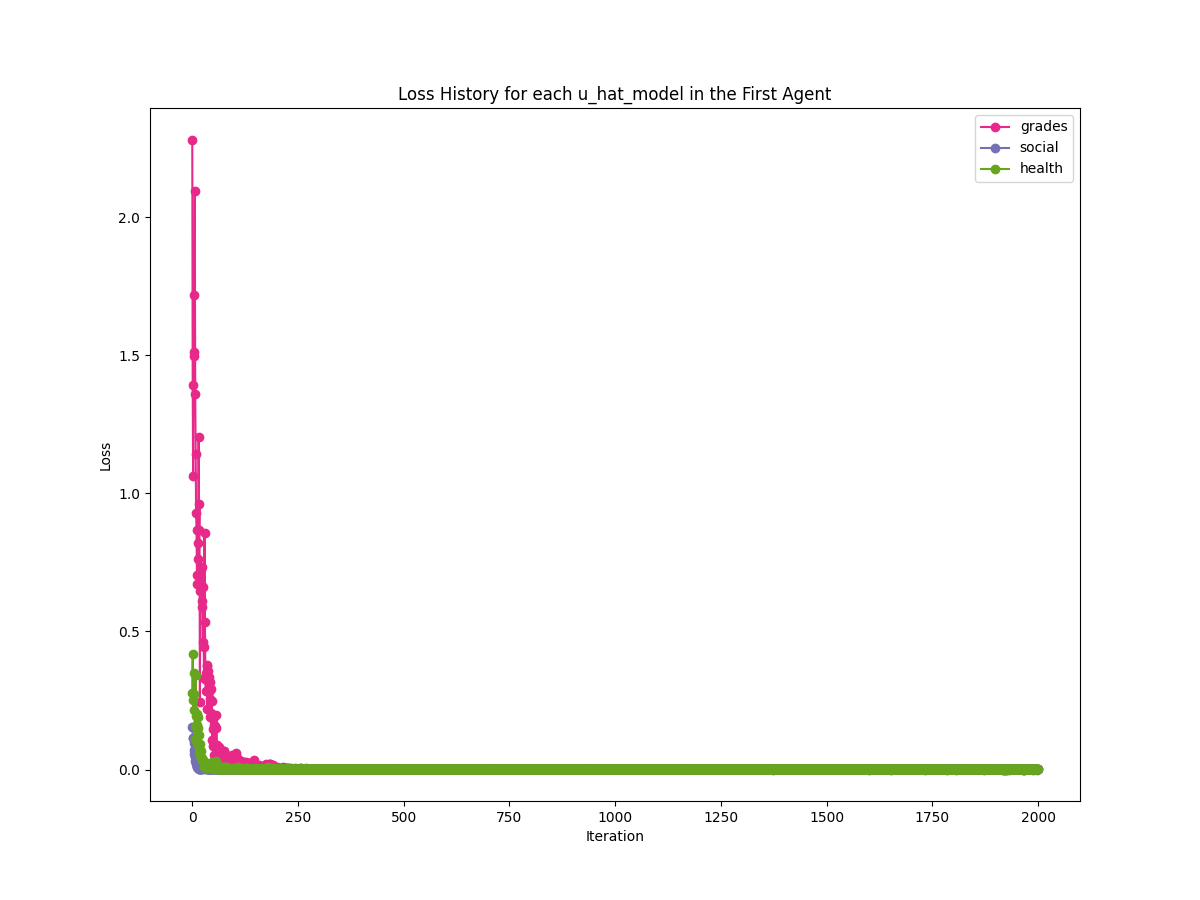 Loss History for each u_hat_model in the First Agent
grades
social
health
2.0
1.5
1.0
0.5
0.0
Loss
0 250 500 750 1000 1250 1500 1750 2000
Iteration